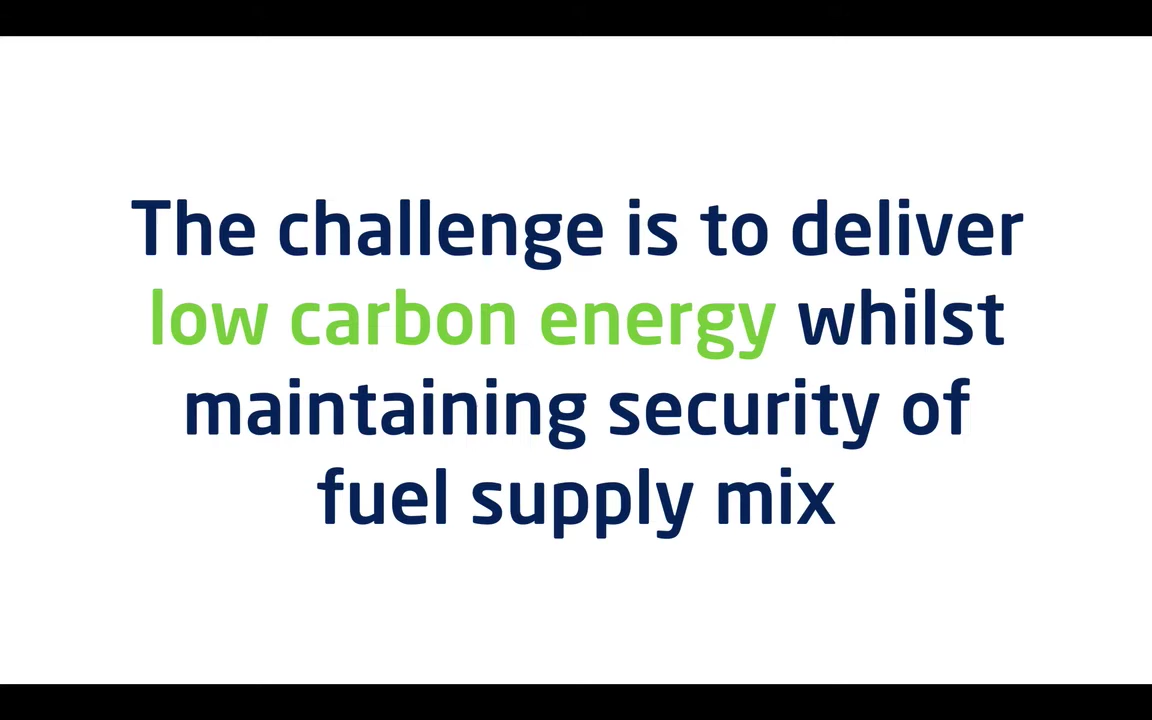 The challenge is to deliver
low carbon energy whilst
maintaining security of
fuel supply mix